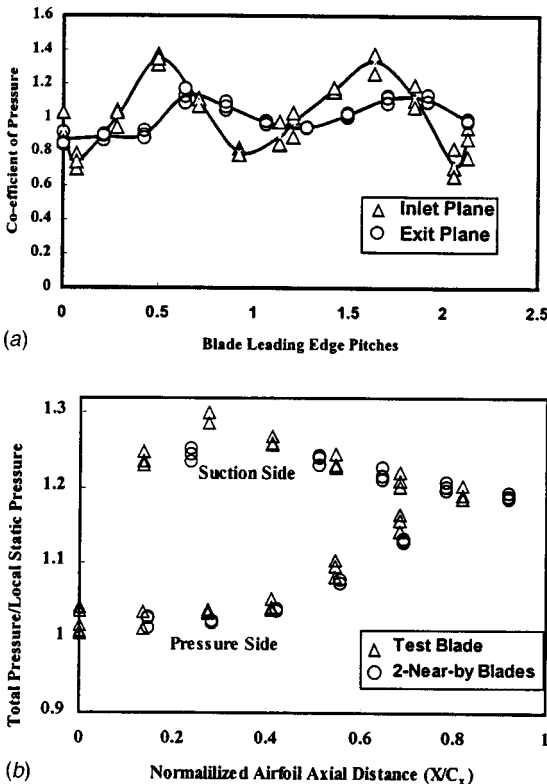 1.6
1.4
1.2
1
0.8
0.6
0.4
0.2
0
Co-efficient of Pressure
Inlet Plane
Exit Plane
0 0.5 1 1.5 2 2.5
(a)
Blade Leading Edge Pitches
1.3
1.2
1.1
1
0.9
Total Pressure/Local Static Pressure
Suction Side
Pressure Side
Test Blade
2-Near-by Blades
0 0.2 0.4 0.6 0.8 1
(b)
Normalilized Airfoil Axial Distance (X/Cx)